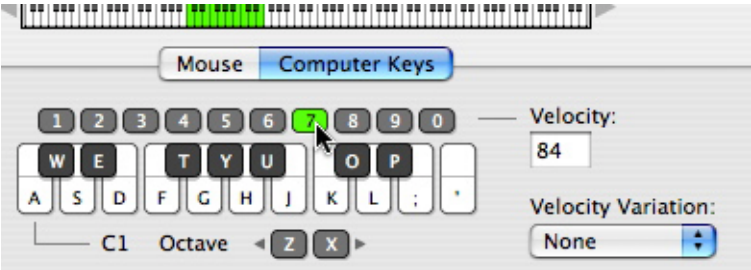 Mouse Computer Keys
1 2 3 4 5 6 7 8 9 0 Velocity:
84
W E T Y U O P
A S D F G H J K L ; '
Velocity Variation:
C1 Octave Z X None